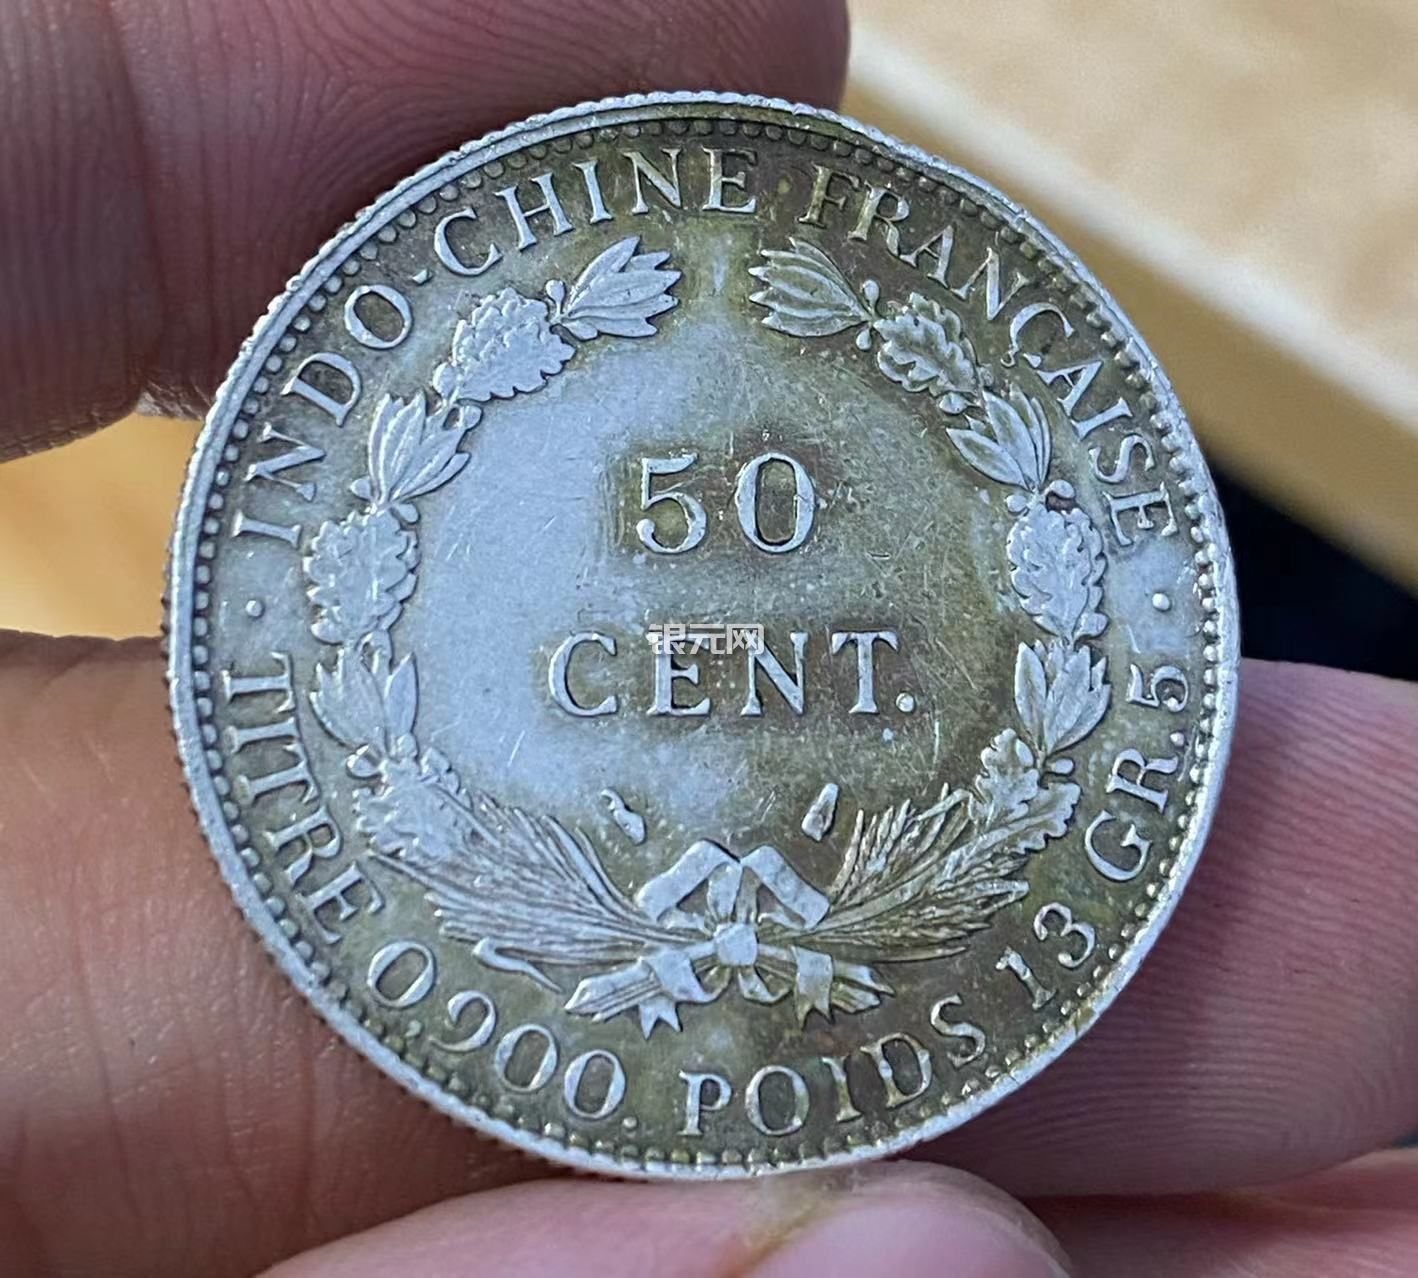 INDO-CHINE FRANÇAISE
50
CENT.
银元网
TITRE 0.900. POIDS 13 GR. 5